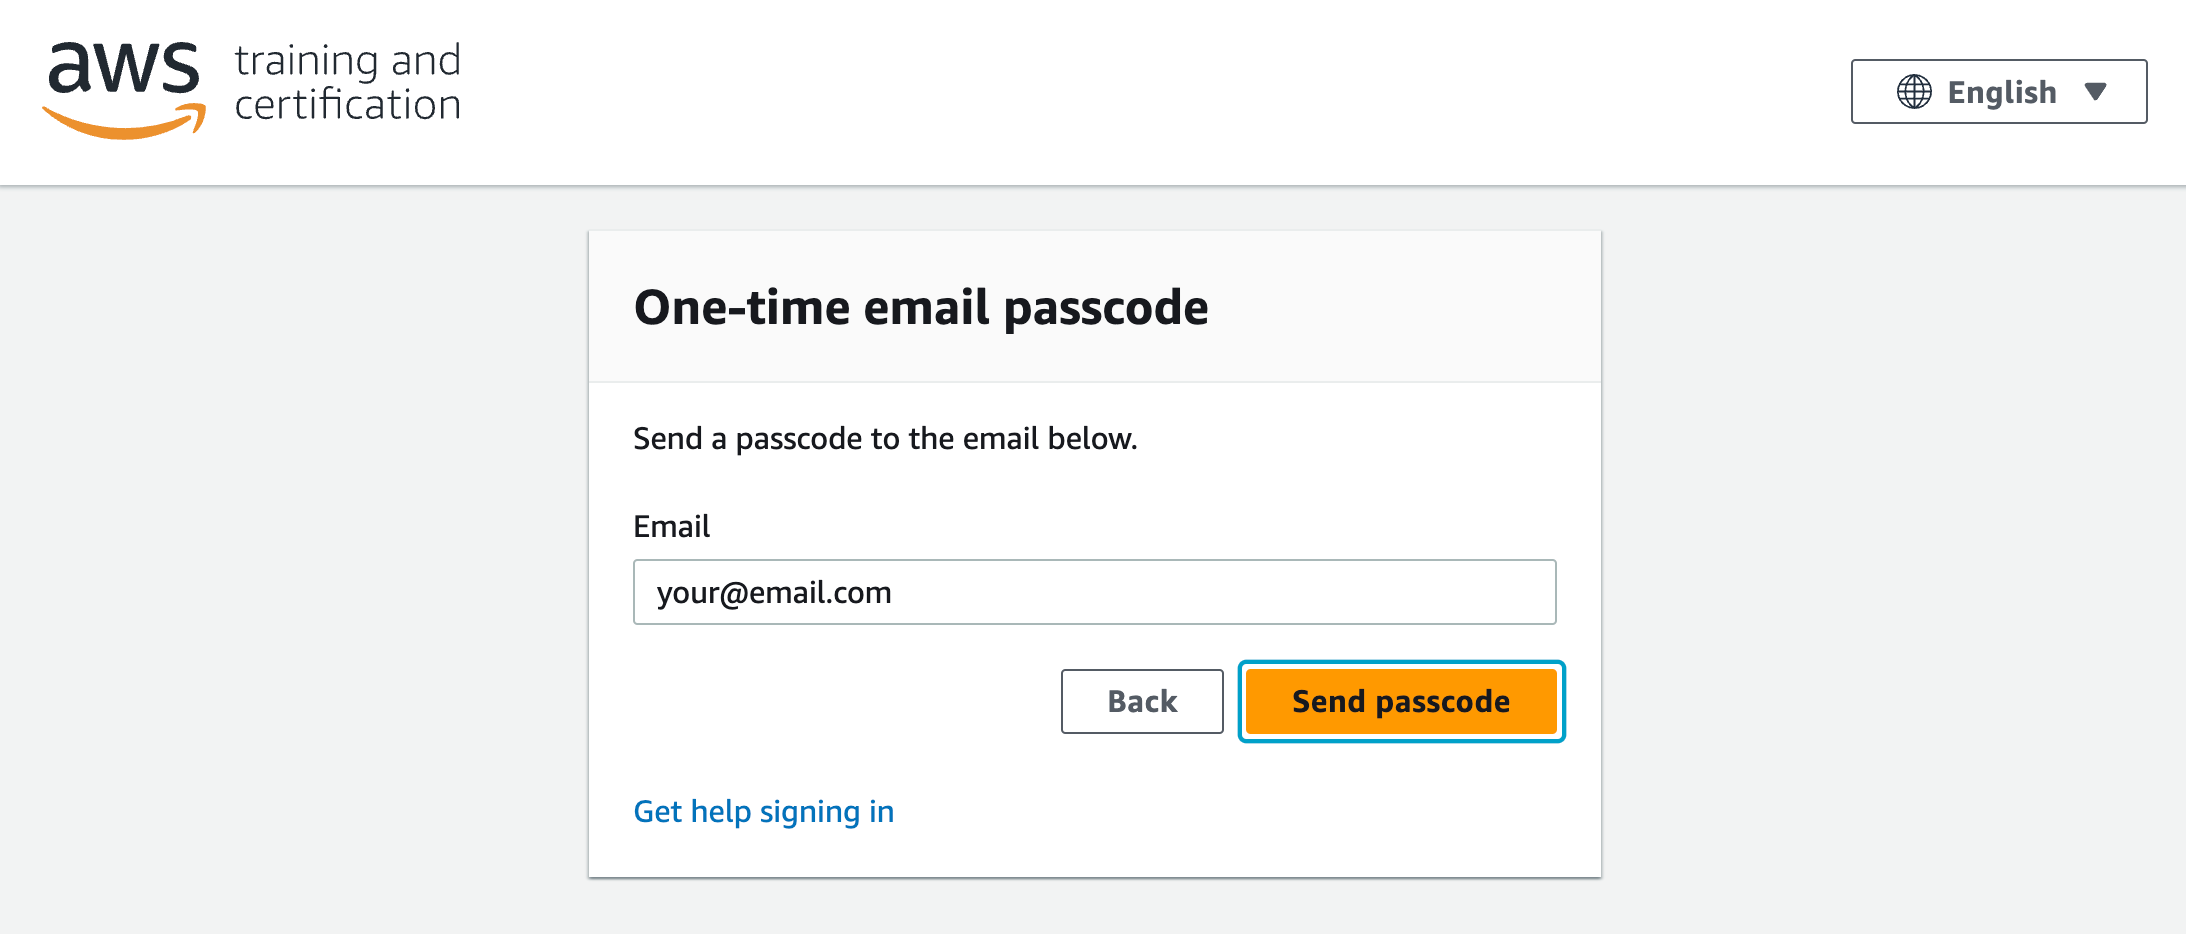 aws training and
certification
English
One-time email passcode
Send a passcode to the email below.
Email
your@email.com
Back Send passcode
Get help signing in